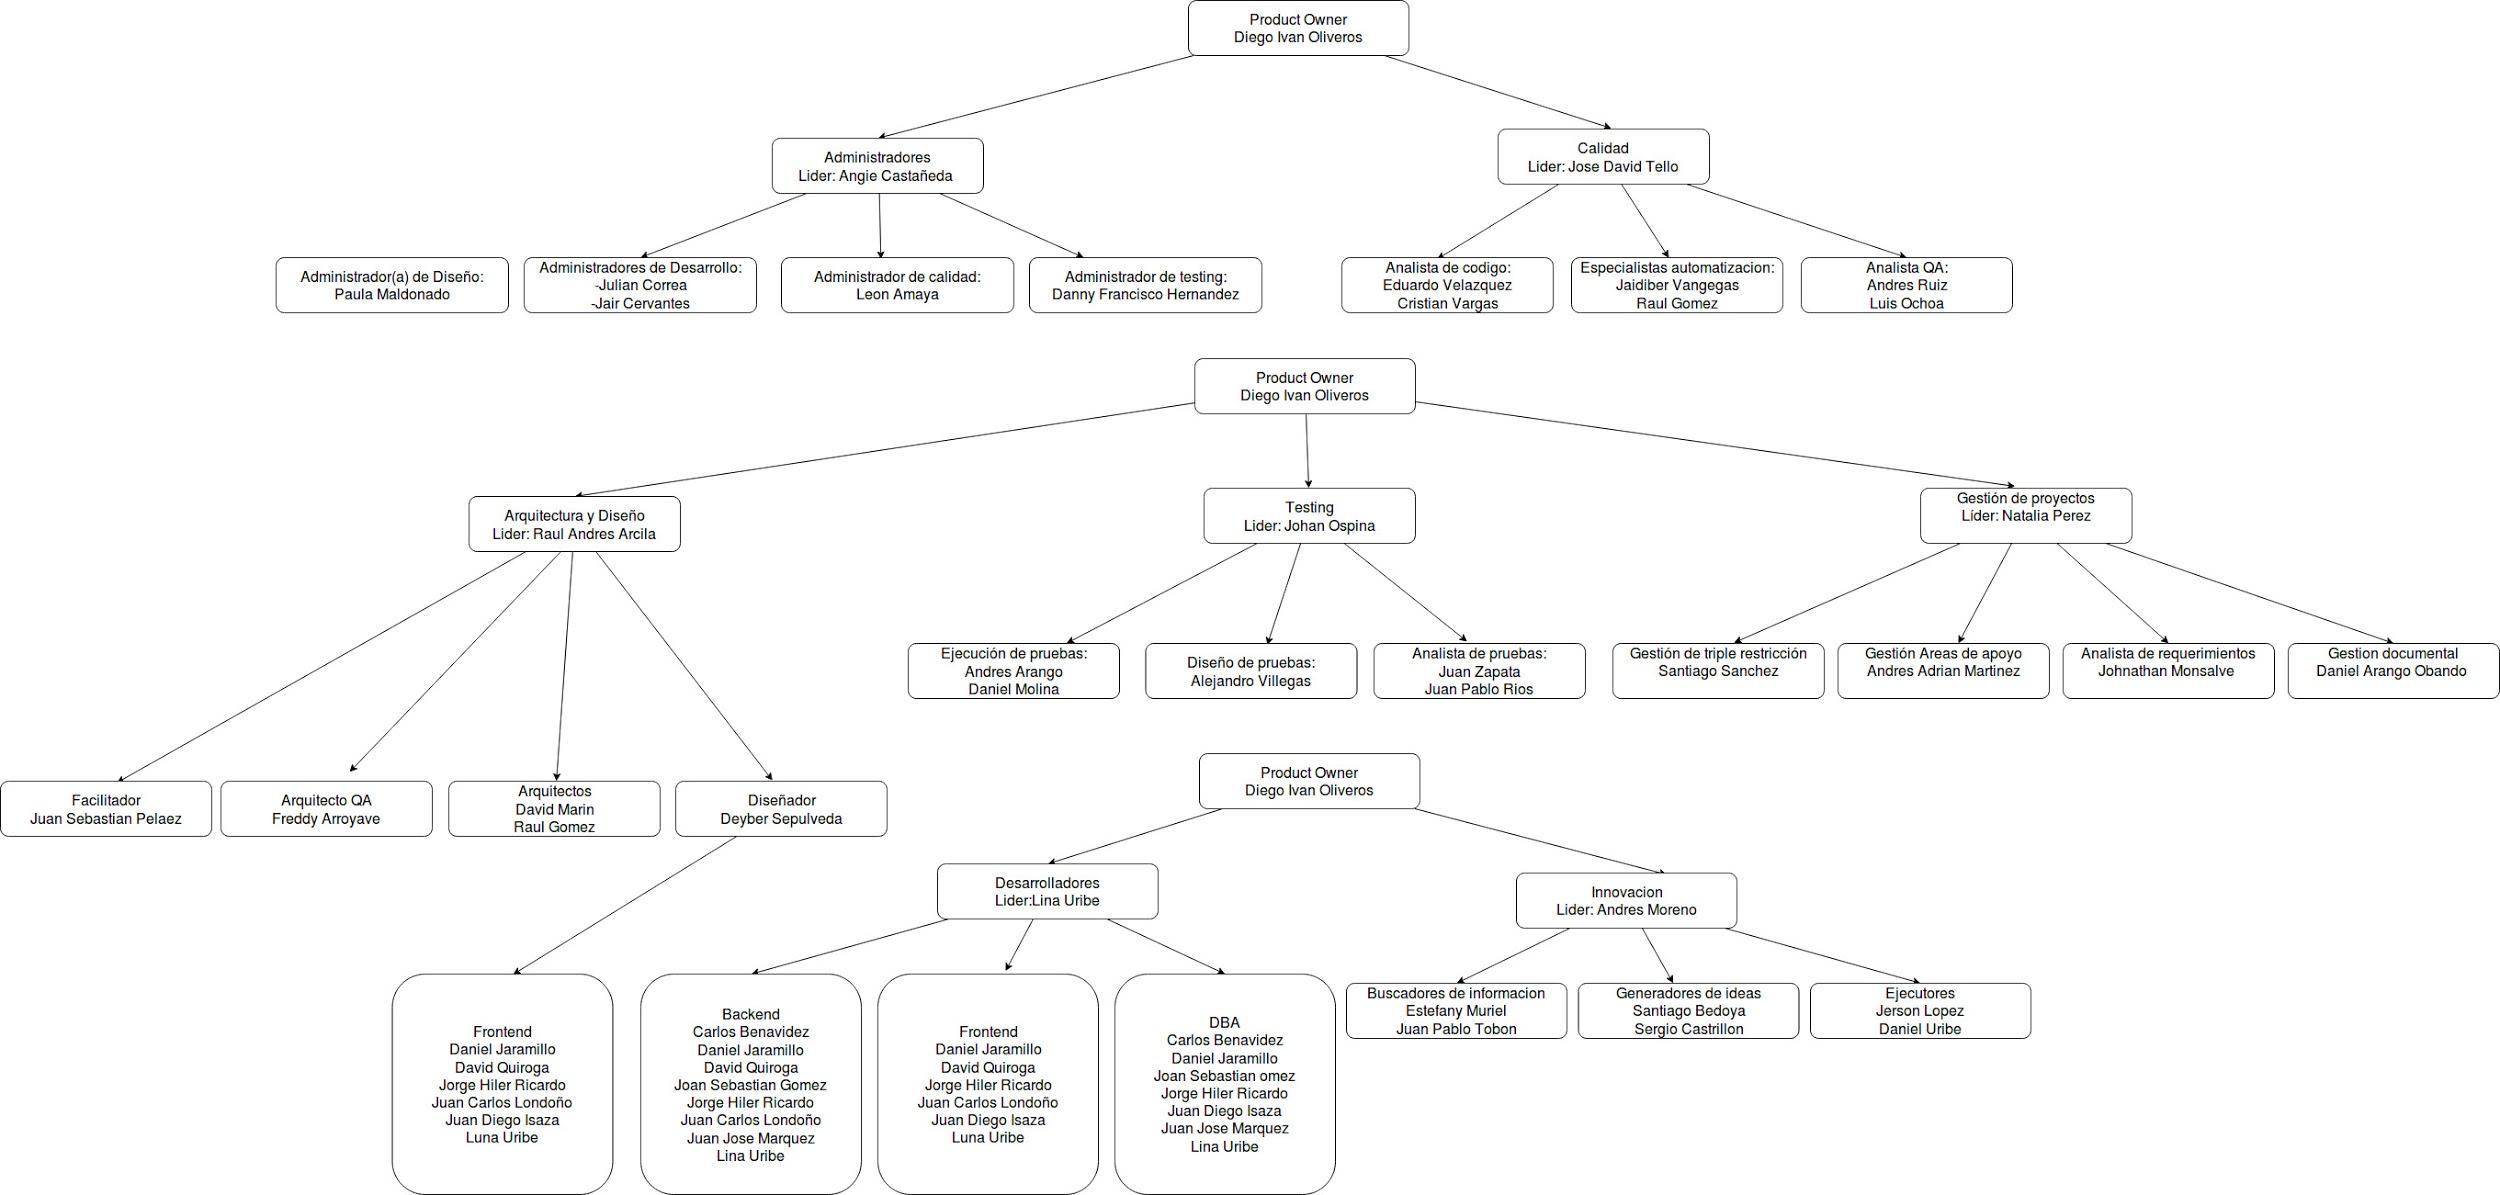 Product Owner
Diego Ivan Oliveros
Administradores
Lider: Angie Castañeda
Calidad
Lider: Jose David Tello
Administrador(a) de Diseño:
Paula Maldonado
Administradores de Desarrollo:
-Julian Correa
-Jair Cervantes
Administrador de calidad:
Leon Amaya
Administrador de testing:
Danny Francisco Hernandez
Analista de codigo:
Eduardo Velazquez
Cristian Vargas
Especialistas automatizacion:
Jaidiber Vangegas
Raul Gomez
Analista QA:
Andres Ruiz
Luis Ochoa
Product Owner
Diego Ivan Oliveros
Arquitectura y Diseño
Lider: Raul Andres Arcila
Testing
Lider: Johan Ospina
Gestión de proyectos
Líder: Natalia Perez
Ejecución de pruebas:
Andres Arango
Daniel Molina
Diseño de pruebas:
Alejandro Villegas
Analista de pruebas:
Juan Zapata
Juan Pablo Rios
Gestión de triple restricción
Santiago Sanchez
Gestión Areas de apoyo
Andres Adrian Martinez
Analista de requerimientos
Johnathan Monsalve
Gestion documental
Daniel Arango Obando
Facilitador
Juan Sebastian Pelaez
Arquitecto QA
Freddy Arroyave
Arquitectos
David Marin
Raul Gomez
Diseñador
Deyber Sepulveda
Product Owner
Diego Ivan Oliveros
Desarrolladores
Lider:Lina Uribe
Innovacion
Lider: Andres Moreno
Frontend
Daniel Jaramillo
David Quiroga
Jorge Hiler Ricardo
Juan Carlos Londoño
Juan Diego Isaza
Luna Uribe
Backend
Carlos Benavidez
Daniel Jaramillo
David Quiroga
Joan Sebastian Gomez
Jorge Hiler Ricardo
Juan Carlos Londoño
Juan Jose Marquez
Lina Uribe
Frontend
Daniel Jaramillo
David Quiroga
Jorge Hiler Ricardo
Juan Carlos Londoño
Juan Diego Isaza
Luna Uribe
DBA
Carlos Benavidez
Daniel Jaramillo
Joan Sebastian omez
Jorge Hiler Ricardo
Juan Diego Isaza
Juan Jose Marquez
Lina Uribe
Buscadores de informacion
Estefany Muriel
Juan Pablo Tobon
Generadores de ideas
Santiago Bedoya
Sergio Castrillon
Ejecutores
Jerson Lopez
Daniel Uribe